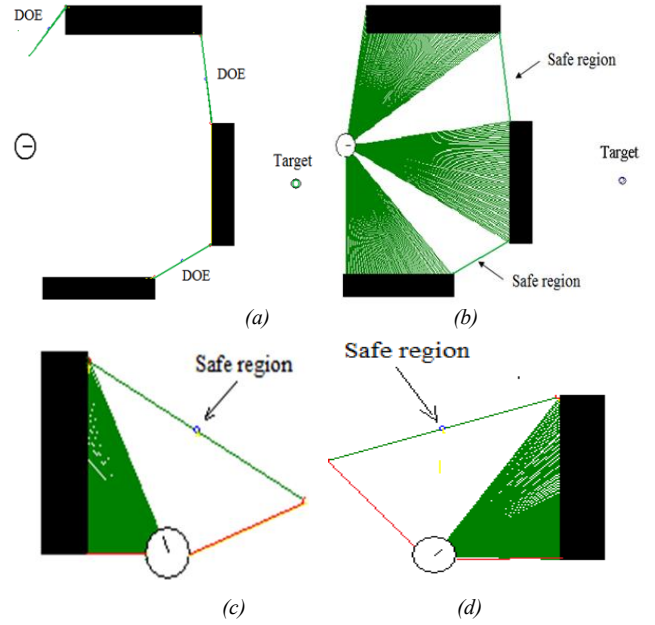 DOE
DOE
Target
DOE
(a)
Safe region
Target
Safe region
(b)
Safe region
(c)
Safe region
(d)